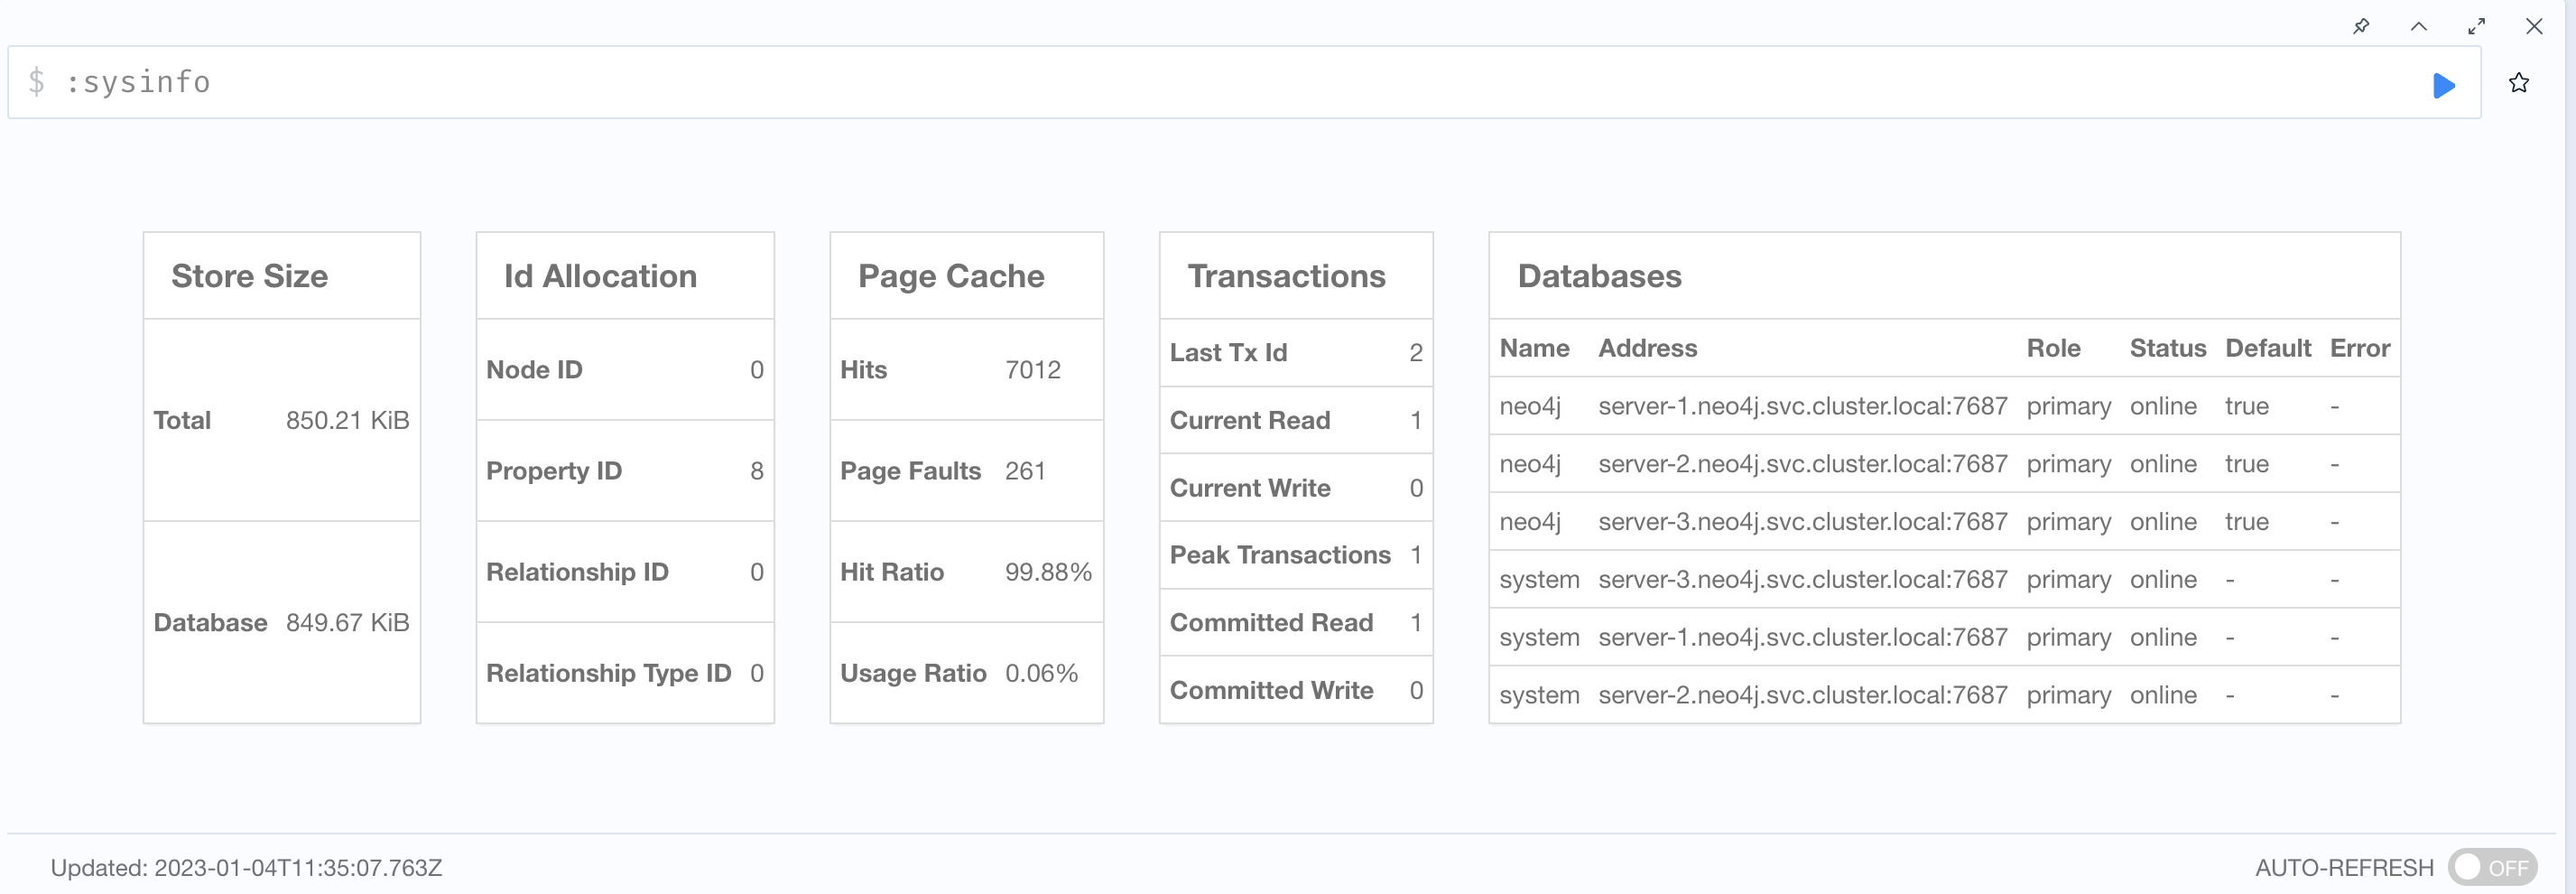 $ :sysinfo
Store Size
Total 850.21 KiB
Database 849.67 KiB
Id Allocation
Node ID 0
Property ID 8
Relationship ID 0
Relationship Type ID 0
Page Cache
Hits 7012
Page Faults 261
Hit Ratio 99.88%
Usage Ratio 0.06%
Transactions
Last Tx Id 2
Current Read 1
Current Write 0
Peak Transactions 1
Committed Read 1
Committed Write 0
Databases
Name Address Role Status Default Error
neo4j server-1.neo4j.svc.cluster.local:7687 primary online true -
neo4j server-2.neo4j.svc.cluster.local:7687 primary online true -
neo4j server-3.neo4j.svc.cluster.local:7687 primary online true -
system server-3.neo4j.svc.cluster.local:7687 primary online - -
system server-1.neo4j.svc.cluster.local:7687 primary online - -
system server-2.neo4j.svc.cluster.local:7687 primary online - -
Updated: 2023-01-04T11:35:07.763Z
AUTO-REFRESH OFF